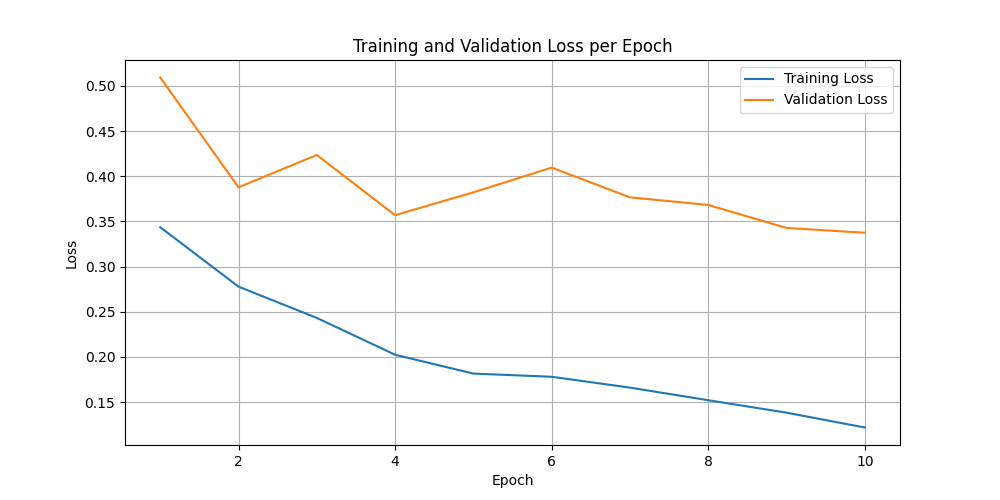 Training and Validation Loss per Epoch
Training Loss
Validation Loss
0.50
0.45
0.40
0.35
0.30
0.25
0.20
0.15
Loss
2 4 6 8 10
Epoch